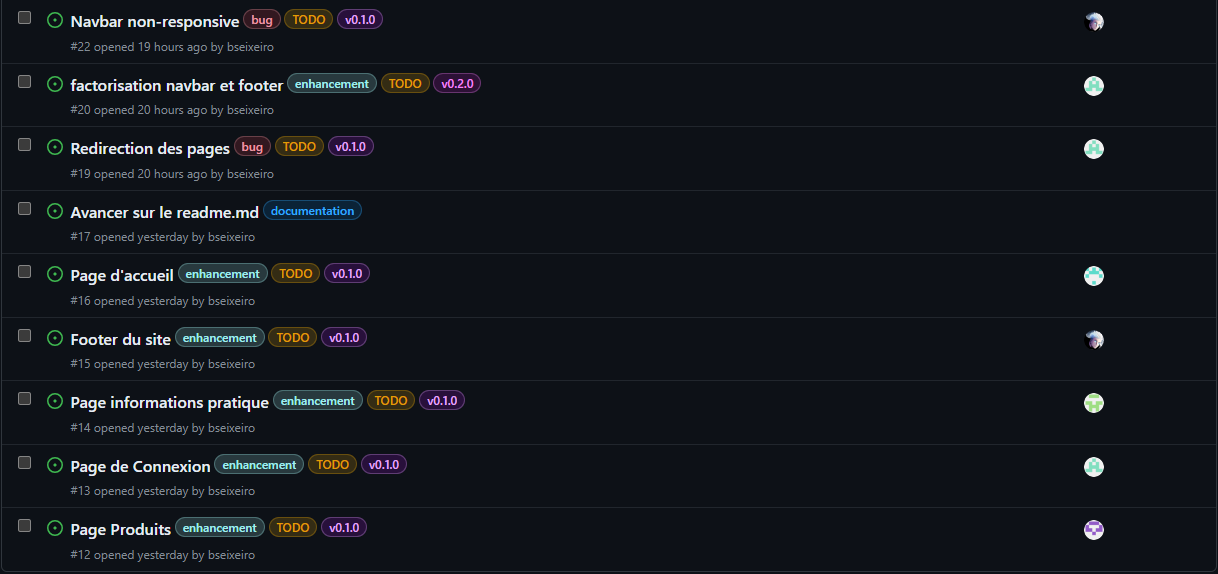 Navbar non-responsive bug TODO v0.1.0
#22 opened 19 hours ago by bseixeiro
factorisation navbar et footer enhancement TODO v0.2.0
#20 opened 20 hours ago by bseixeiro
Redirection des pages bug TODO v0.1.0
#19 opened 20 hours ago by bseixeiro
Avancer sur le readme.md documentation
#17 opened yesterday by bseixeiro
Page d'accueil enhancement TODO v0.1.0
#16 opened yesterday by bseixeiro
Footer du site enhancement TODO v0.1.0
#15 opened yesterday by bseixeiro
Page informations pratique enhancement TODO v0.1.0
#14 opened yesterday by bseixeiro
Page de Connexion enhancement TODO v0.1.0
#13 opened yesterday by bseixeiro
Page Produits enhancement TODO v0.1.0
#12 opened yesterday by bseixeiro